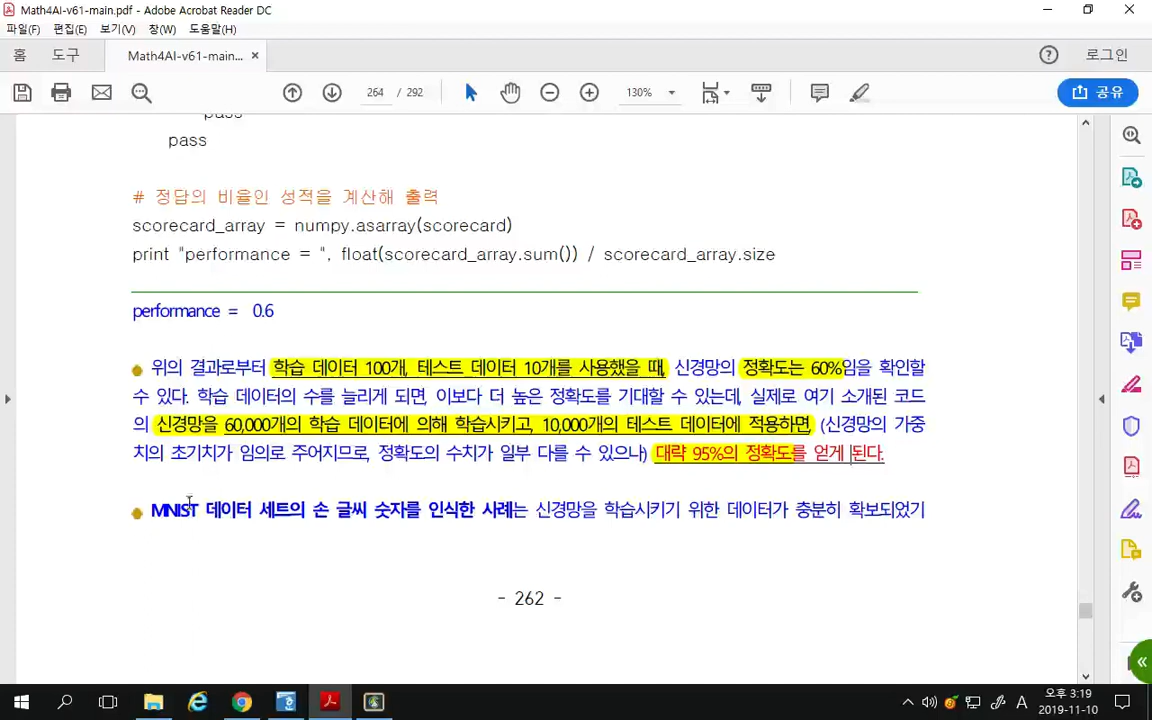 Math4AI-v61-main.pdf - Adobe Acrobat Reader DC
파일(F) 편집(E) 보기(V) 창(W) 도움말(H)
홈 도구 Math4AI-v61-main... × 로그인
264 / 292 130% 공유
pass
pass
# 정답의 비율인 성적을 계산해 출력
scorecard_array = numpy.asarray(scorecard)
print "performance = ", float(scorecard_array.sum()) / scorecard_array.size
performance = 0.6
위의 결과로부터 학습 데이터 100개, 테스트 데이터 10개를 사용했을 때, 신경망의 정확도는 60%임을 확인할
수 있다. 학습 데이터의 수를 늘리게 되면, 이보다 더 높은 정확도를 기대할 수 있는데, 실제로 여기 소개된 코드
의 신경망을 60,000개의 학습 데이터에 의해 학습시키고, 10,000개의 테스트 데이터에 적용하면, (신경망의 가중
치의 초기치가 임의로 주어지므로, 정확도의 수치가 일부 다를 수 있으나) 대략 95%의 정확도를 얻게 된다.
MNIST 데이터 세트의 손 글씨 숫자를 인식한 사례는 신경망을 학습시키기 위한 데이터가 충분히 확보되었기
- 262 -
A 오후 3:19
2019-11-10